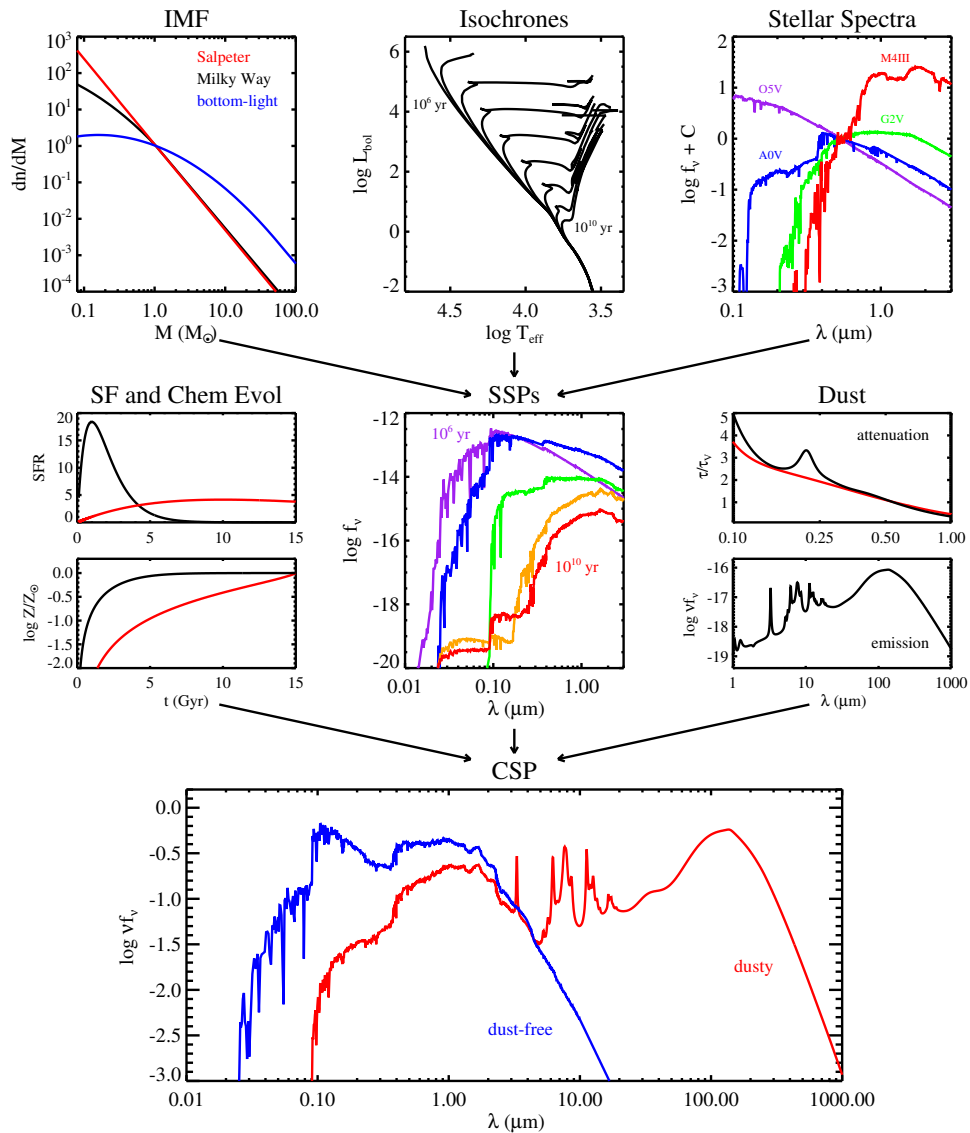 IMF
Isochrones
Stellar Spectra
10³
10²
10¹
10⁰
10⁻¹
10⁻²
10⁻³
10⁻⁴
dn/dM
Salpeter
Milky Way
bottom-light
0.1 1.0 10.0 100.0
M (M☉)
6
4
2
0
-2
log L_bol
10⁶ yr
10¹⁰ yr
4.5 4.0 3.5
log T_eff
2
1
0
-1
-2
-3
log f_ν + C
M4III
O5V
G2V
A0V
0.1 1.0
λ (μm)
SF and Chem Evol
SSPs
Dust
20
15
10
5
0
SFR
0.0
-0.5
-1.0
-1.5
-2.0
log Z/Z☉
0 5 10 15
t (Gyr)
-12
-14
-16
-18
-20
log f_ν
10⁶ yr
10¹⁰ yr
0.01 0.10 1.00
λ (μm)
5
4
3
2
1
τ/τ_V
attenuation
0.10 0.25 0.50 1.00
-16
-17
-18
-19
log νf_ν
emission
1 10 100 1000
λ (μm)
CSP
0.0
-0.5
-1.0
-1.5
-2.0
-2.5
-3.0
log νf_ν
dusty
dust-free
0.01 0.10 1.00 10.00 100.00 1000.00
λ (μm)